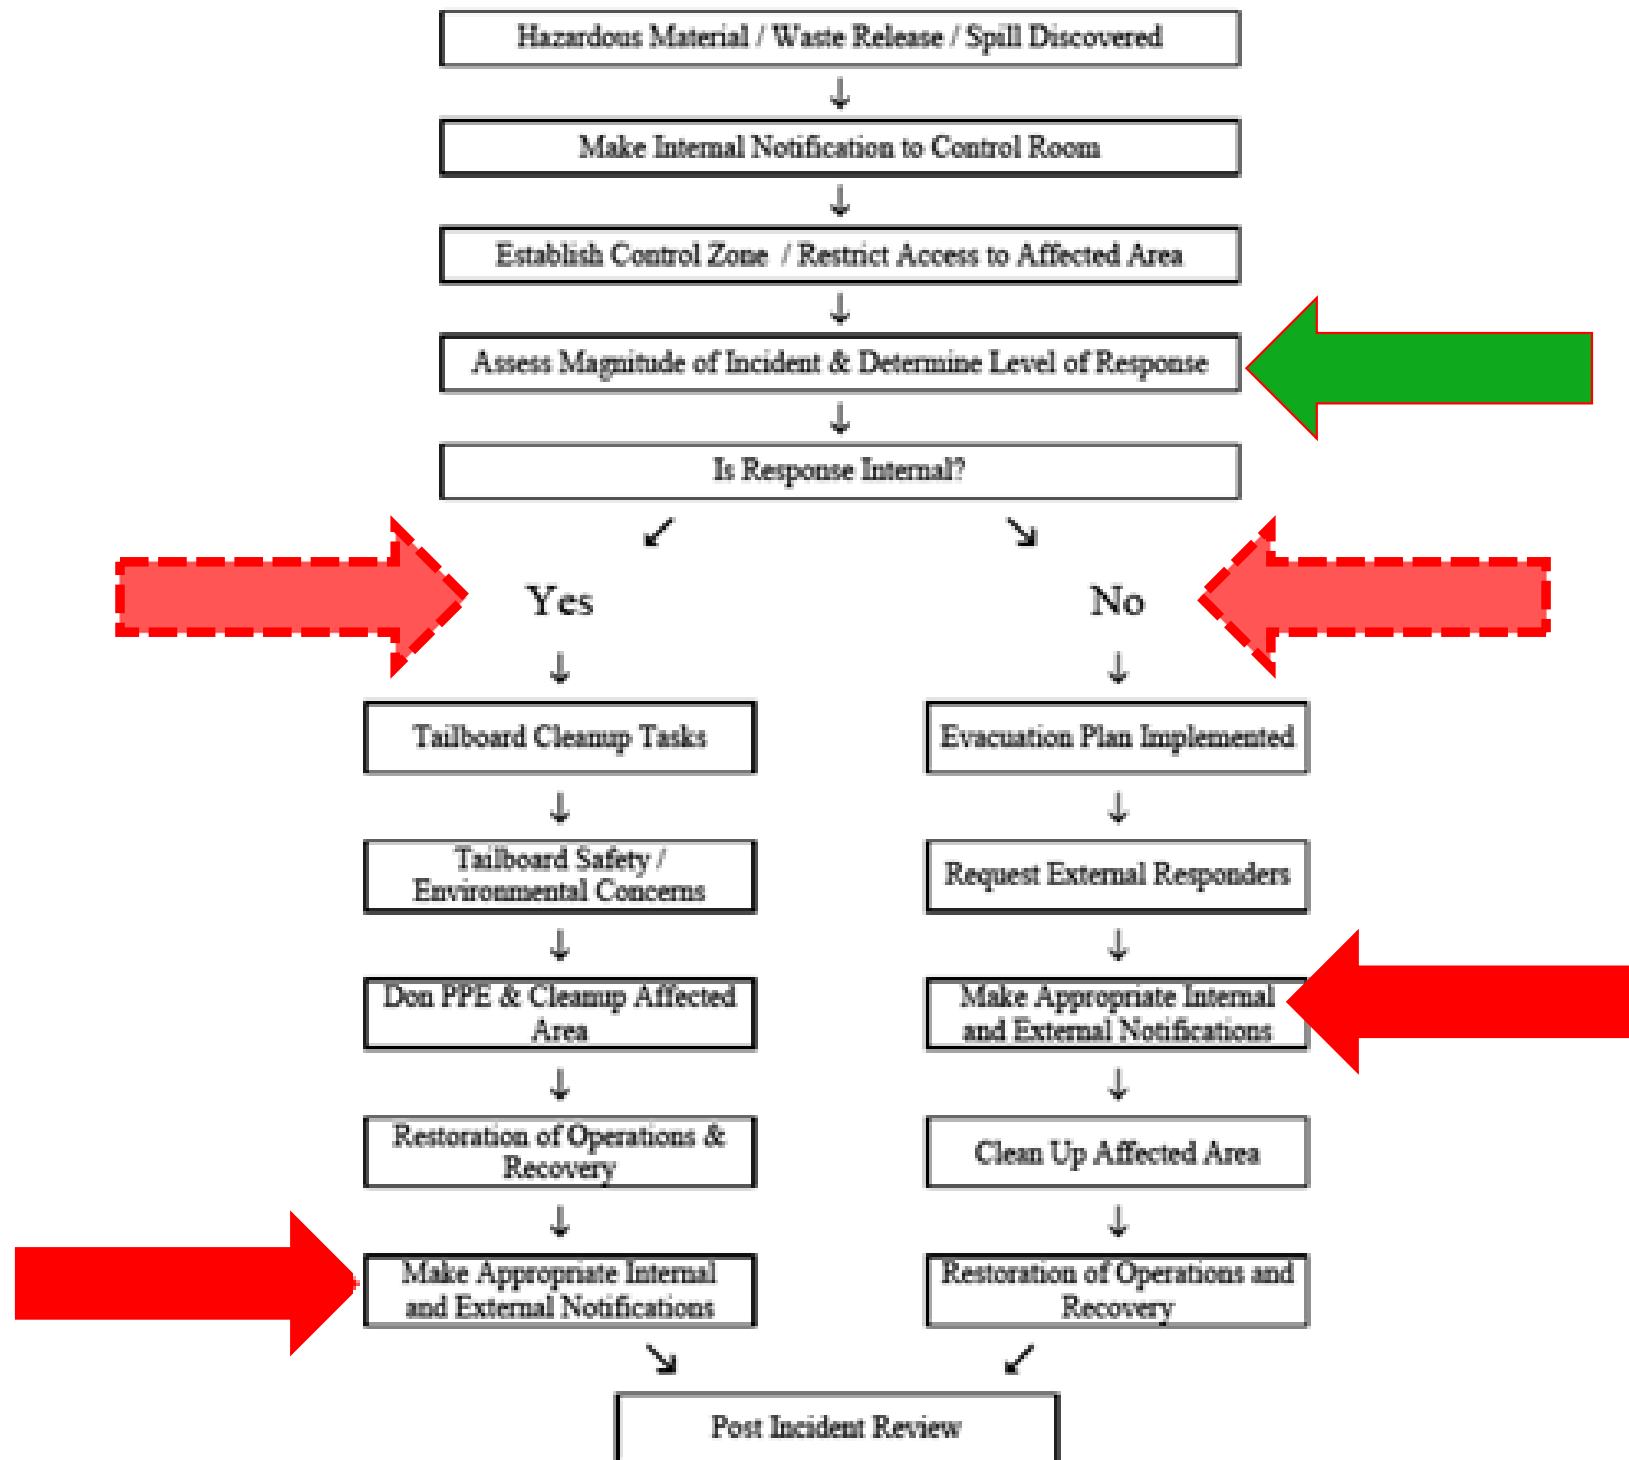 Hazardous Material / Waste Release / Spill Discovered
Make Internal Notification to Control Room
Establish Control Zone / Restrict Access to Affected Area
Assess Magnitude of Incident & Determine Level of Response
Is Response Internal?
Yes
No
Tailboard Cleanup Tasks
Evacuation Plan Implemented
Tailboard Safety /
Environmental Concerns
Request External Responders
Don PPE & Cleanup Affected
Area
Make Appropriate Internal
and External Notifications
Restoration of Operations &
Recovery
Clean Up Affected Area
Make Appropriate Internal
and External Notifications
Restoration of Operations and
Recovery
Post Incident Review